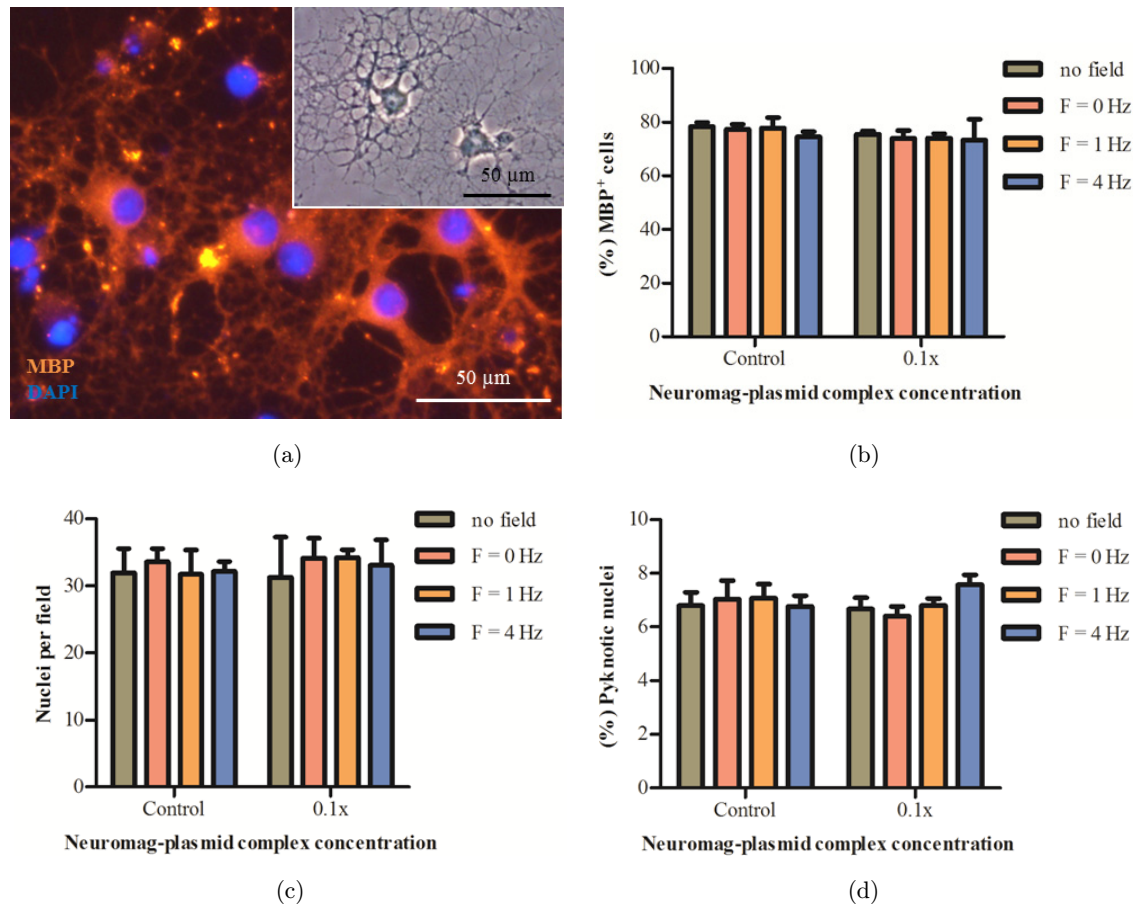 50 µm
MBP
DAPI
50 µm
(a)
100
80
60
40
20
0
(%) MBP⁺ cells
no field
F = 0 Hz
F = 1 Hz
F = 4 Hz
Control
0.1x
Neuromag-plasmid complex concentration
(b)
40
30
20
10
0
Nuclei per field
no field
F = 0 Hz
F = 1 Hz
F = 4 Hz
Control
0.1x
Neuromag-plasmid complex concentration
(c)
10
8
6
4
2
0
(%) Pyknotic nuclei
no field
F = 0 Hz
F = 1 Hz
F = 4 Hz
Control
0.1x
Neuromag-plasmid complex concentration
(d)